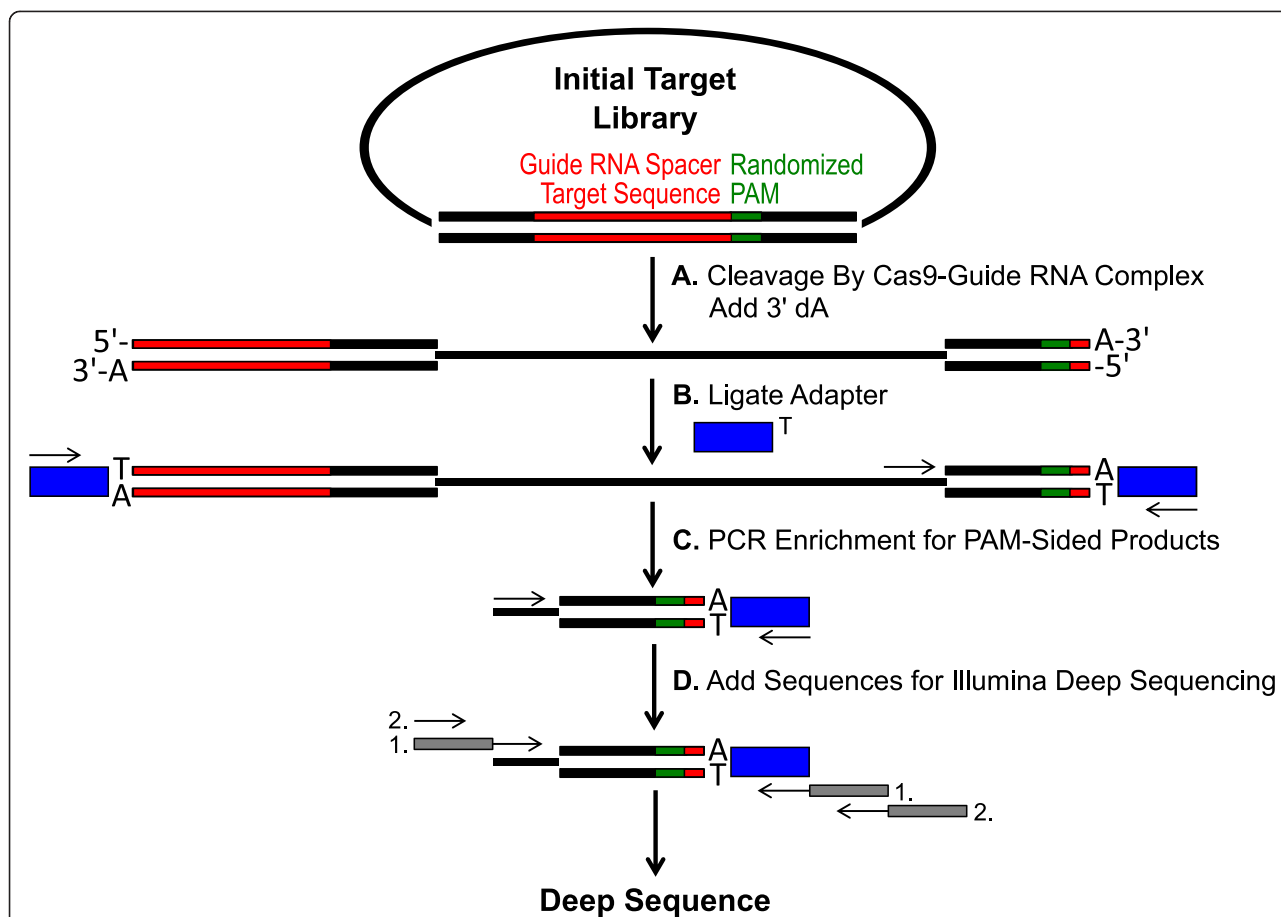 Initial Target
Library
Guide RNA Spacer Randomized
Target Sequence PAM
A. Cleavage By Cas9-Guide RNA Complex
Add 3' dA
5'-
3'-A
A-3'
-5'
B. Ligate Adapter
T
T
A
A
T
C. PCR Enrichment for PAM-Sided Products
A
T
D. Add Sequences for Illumina Deep Sequencing
2.
1.
A
T
1.
2.
Deep Sequence